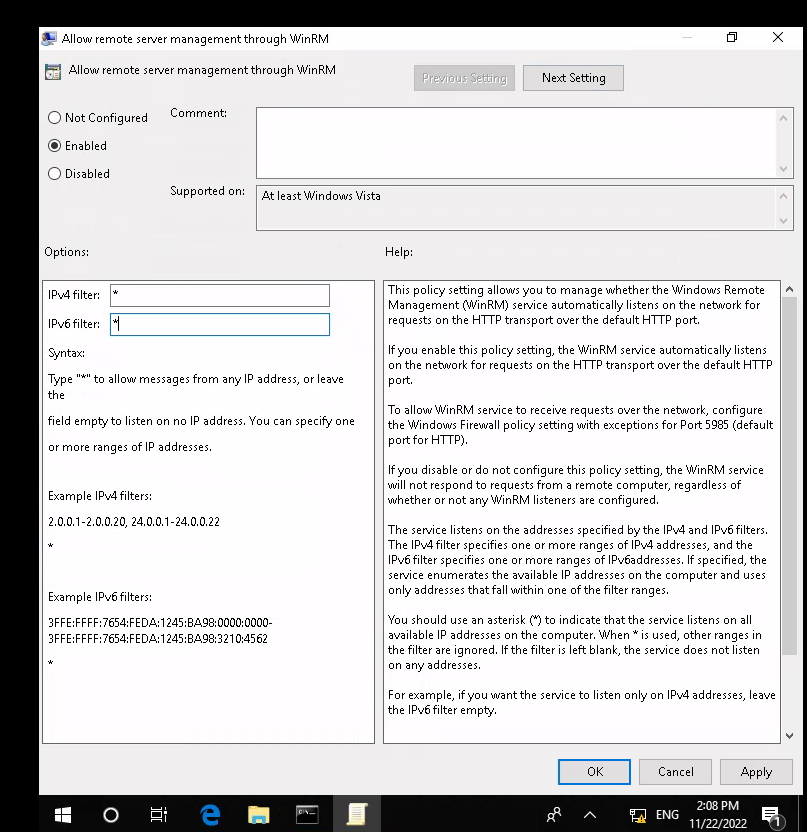 Allow remote server management through WinRM
Allow remote server management through WinRM
Previous Setting
Next Setting
Not Configured
Enabled
Disabled
Comment:
Supported on:
At least Windows Vista
Options:
Help:
IPv4 filter:
*
IPv6 filter:
*
Syntax:
Type "*" to allow messages from any IP address, or leave
the
field empty to listen on no IP address. You can specify one
or more ranges of IP addresses.
Example IPv4 filters:
2.0.0.1-2.0.0.20, 24.0.0.1-24.0.0.22
*
Example IPv6 filters:
3FFE:FFFF:7654:FEDA:1245:BA98:0000:0000-
3FFE:FFFF:7654:FEDA:1245:BA98:3210:4562
*
This policy setting allows you to manage whether the Windows Remote
Management (WinRM) service automatically listens on the network for
requests on the HTTP transport over the default HTTP port.
If you enable this policy setting, the WinRM service automatically listens
on the network for requests on the HTTP transport over the default HTTP
port.
To allow WinRM service to receive requests over the network, configure
the Windows Firewall policy setting with exceptions for Port 5985 (default
port for HTTP).
If you disable or do not configure this policy setting, the WinRM service
will not respond to requests from a remote computer, regardless of
whether or not any WinRM listeners are configured.
The service listens on the addresses specified by the IPv4 and IPv6 filters.
The IPv4 filter specifies one or more ranges of IPv4 addresses, and the
IPv6 filter specifies one or more ranges of IPv6addresses. If specified, the
service enumerates the available IP addresses on the computer and uses
only addresses that fall within one of the filter ranges.
You should use an asterisk (*) to indicate that the service listens on all
available IP addresses on the computer. When * is used, other ranges in
the filter are ignored. If the filter is left blank, the service does not listen
on any addresses.
For example, if you want the service to listen only on IPv4 addresses, leave
the IPv6 filter empty.
OK
Cancel
Apply
ENG
2:08 PM
11/22/2022
1